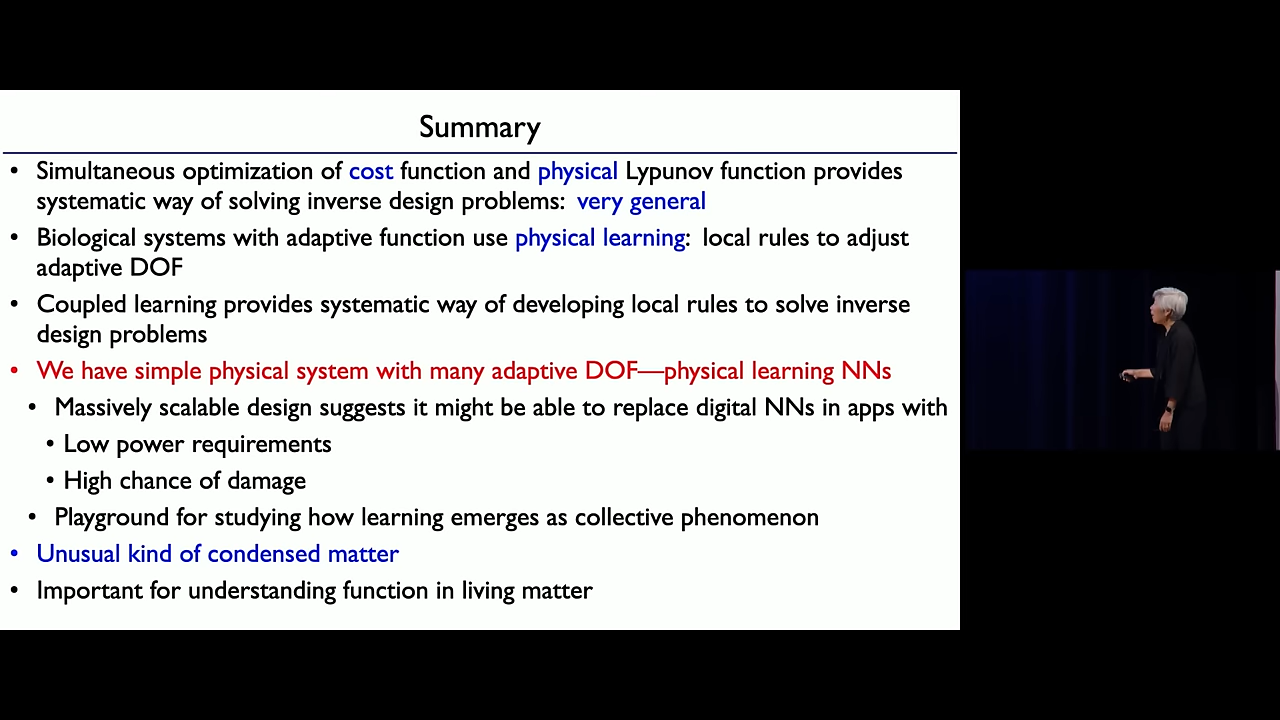 Summary
• Simultaneous optimization of cost function and physical Lypunov function provides
systematic way of solving inverse design problems: very general
• Biological systems with adaptive function use physical learning: local rules to adjust
adaptive DOF
• Coupled learning provides systematic way of developing local rules to solve inverse
design problems
• We have simple physical system with many adaptive DOF—physical learning NNs
• Massively scalable design suggests it might be able to replace digital NNs in apps with
• Low power requirements
• High chance of damage
• Playground for studying how learning emerges as collective phenomenon
• Unusual kind of condensed matter
• Important for understanding function in living matter